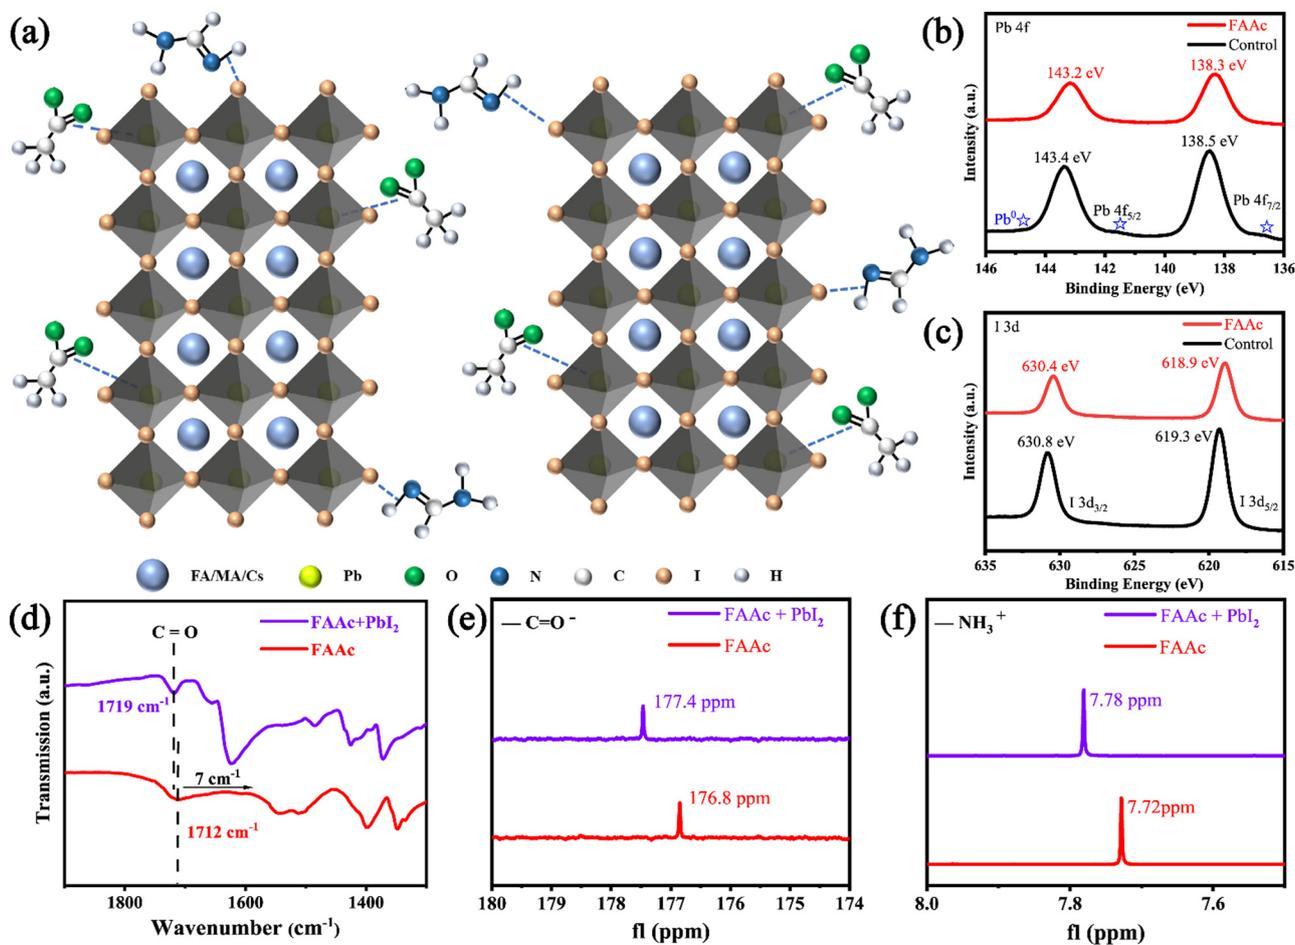 (a)
FA/MA/Cs Pb O N C I H
(b)
Pb 4f
FAAc
Control
143.2 eV
138.3 eV
143.4 eV
138.5 eV
Pb⁰☆
Pb 4f₅/₂
☆
Pb 4f₇/₂
☆
Intensity (a.u.)
146 144 142 140 138 136
Binding Energy (eV)
(c)
I 3d
FAAc
Control
630.4 eV
618.9 eV
630.8 eV
619.3 eV
I 3d₃/₂
I 3d₅/₂
Intensity (a.u.)
635 630 625 620 615
Binding Energy (eV)
(d)
C = O
FAAc+PbI₂
FAAc
1719 cm⁻¹
7 cm⁻¹
1712 cm⁻¹
Transmission (a.u.)
1800 1600 1400
Wavenumber (cm⁻¹)
(e)
— C=O⁻
FAAc + PbI₂
FAAc
177.4 ppm
176.8 ppm
180 179 178 177 176 175 174
fl (ppm)
(f)
— NH₃⁺
FAAc + PbI₂
FAAc
7.78 ppm
7.72ppm
8.0 7.8 7.6
fl (ppm)